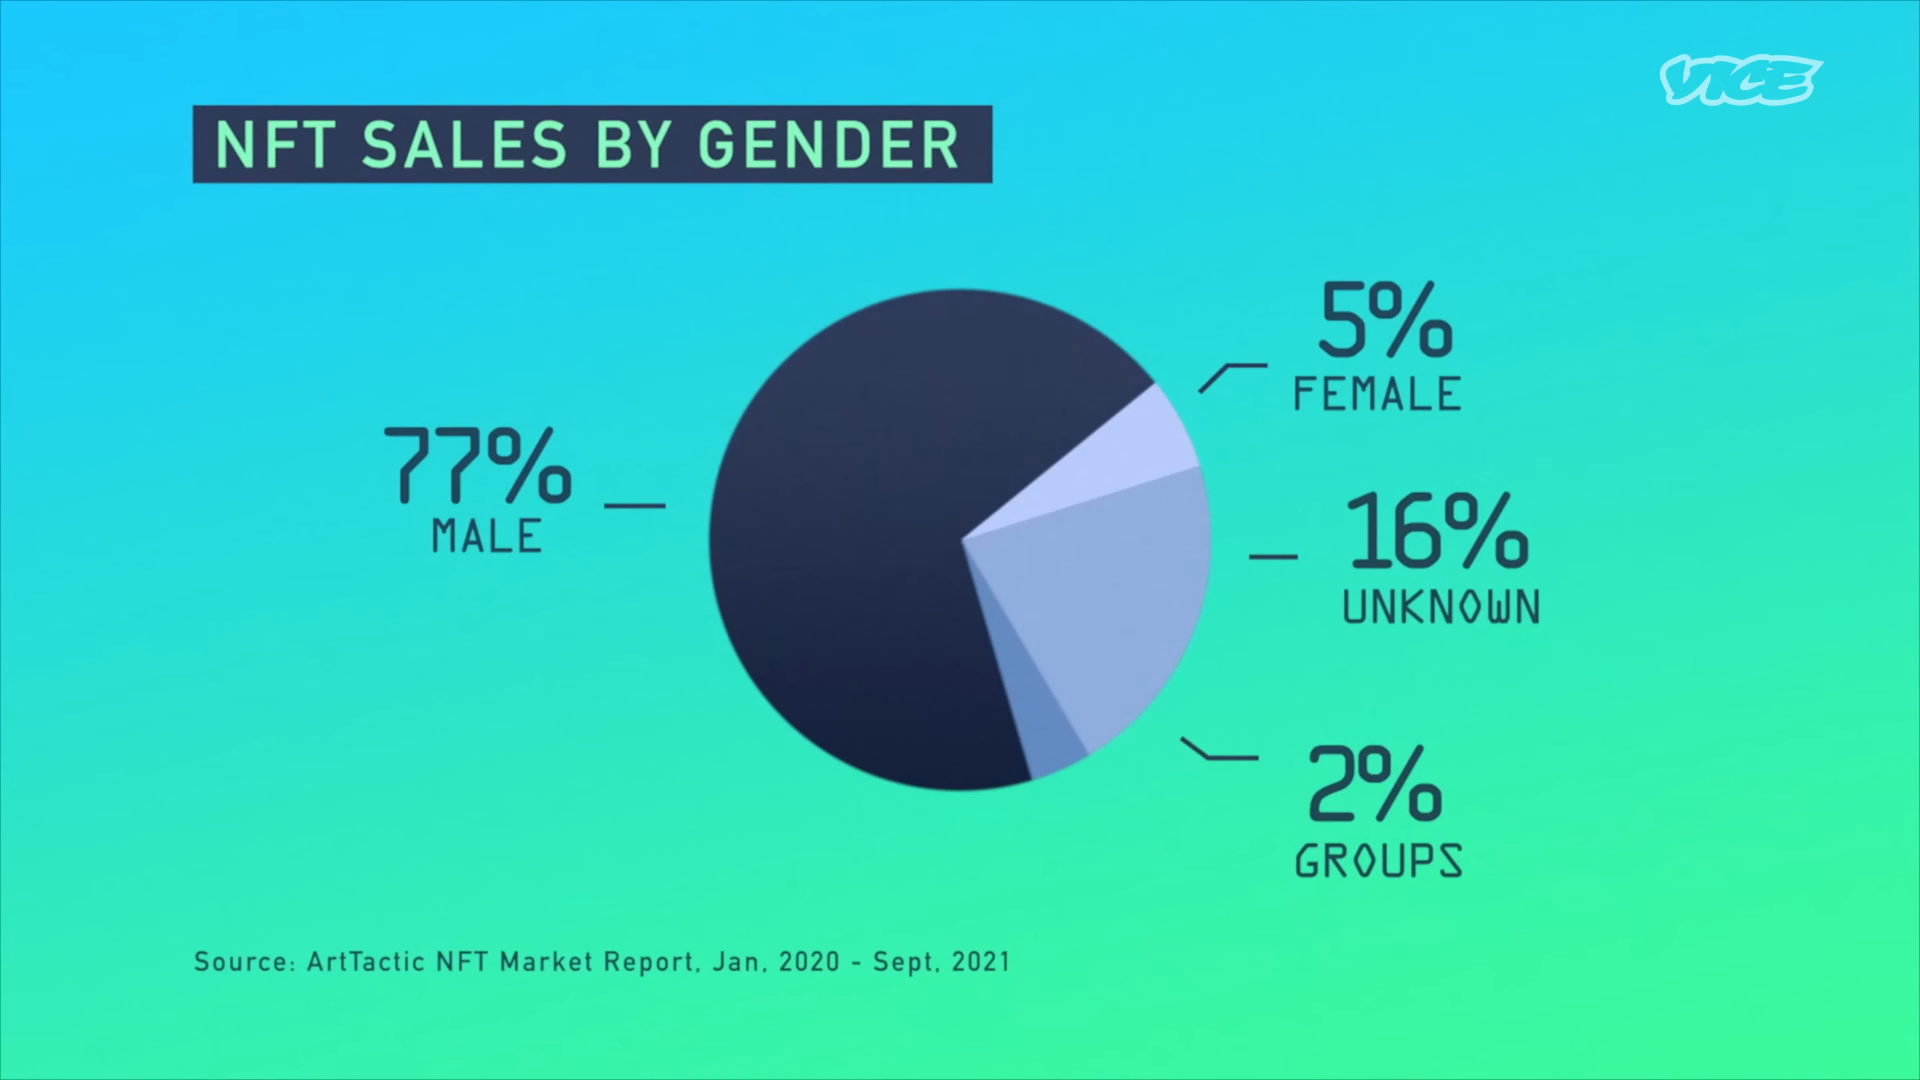 VICE
NFT SALES BY GENDER
5%
FEMALE
77%
MALE
16%
UNKNOWN
2%
GROUPS
Source: ArtTactic NFT Market Report, Jan, 2020 - Sept, 2021